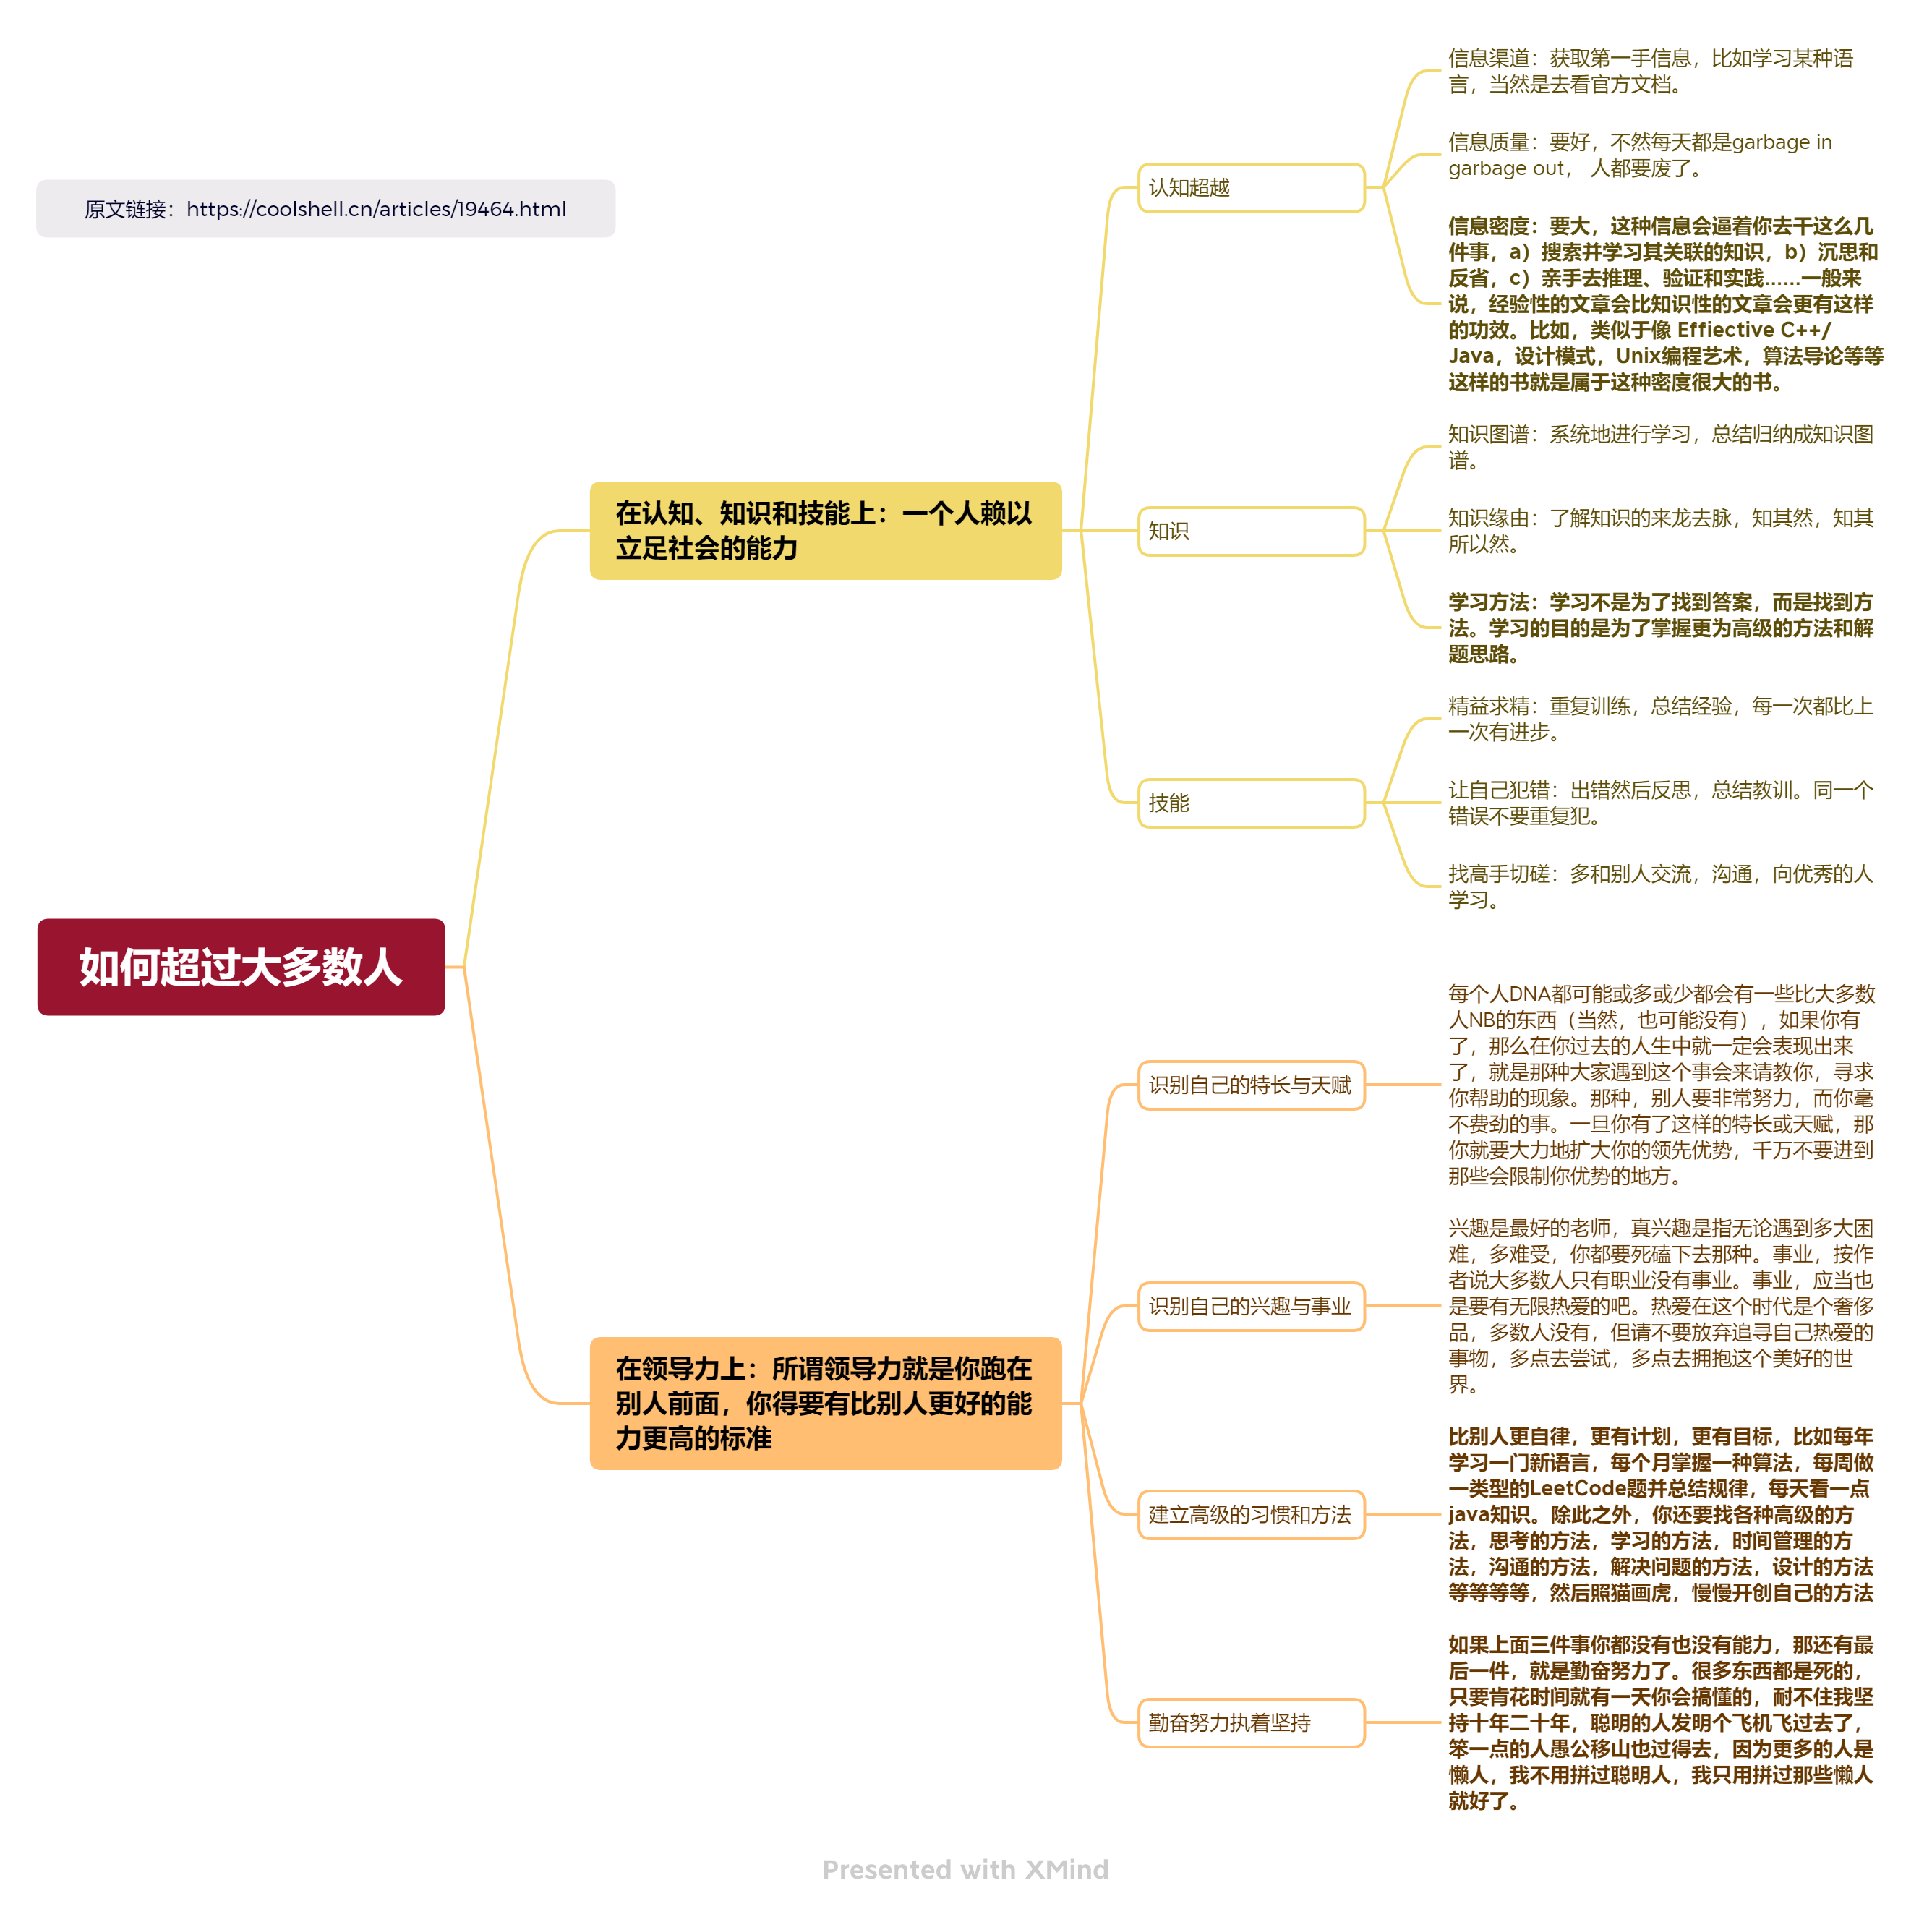 原文链接：https://coolshell.cn/articles/19464.html
如何超过大多数人
在认知、知识和技能上：一个人赖以
立足社会的能力
认知超越
信息渠道：获取第一手信息，比如学习某种语
言，当然是去看官方文档。
信息质量：要好，不然每天都是garbage in
garbage out， 人都要废了。
信息密度：要大，这种信息会逼着你去干这么几
件事，a）搜索并学习其关联的知识，b）沉思和
反省，c）亲手去推理、验证和实践……一般来
说，经验性的文章会比知识性的文章会更有这样
的功效。比如，类似于像 Effiective C++/
Java，设计模式，Unix编程艺术，算法导论等等
这样的书就是属于这种密度很大的书。
知识
知识图谱：系统地进行学习，总结归纳成知识图
谱。
知识缘由：了解知识的来龙去脉，知其然，知其
所以然。
学习方法：学习不是为了找到答案，而是找到方
法。学习的目的是为了掌握更为高级的方法和解
题思路。
技能
精益求精：重复训练，总结经验，每一次都比上
一次有进步。
让自己犯错：出错然后反思，总结教训。同一个
错误不要重复犯。
找高手切磋：多和别人交流，沟通，向优秀的人
学习。
在领导力上：所谓领导力就是你跑在
别人前面，你得要有比别人更好的能
力更高的标准
识别自己的特长与天赋
每个人DNA都可能或多或少都会有一些比大多数
人NB的东西（当然，也可能没有），如果你有
了，那么在你过去的人生中就一定会表现出来
了，就是那种大家遇到这个事会来请教你，寻求
你帮助的现象。那种，别人要非常努力，而你毫
不费劲的事。一旦你有了这样的特长或天赋，那
你就要大力地扩大你的领先优势，千万不要进到
那些会限制你优势的地方。
识别自己的兴趣与事业
兴趣是最好的老师，真兴趣是指无论遇到多大困
难，多难受，你都要死磕下去那种。事业，按作
者说大多数人只有职业没有事业。事业，应当也
是要有无限热爱的吧。热爱在这个时代是个奢侈
品，多数人没有，但请不要放弃追寻自己热爱的
事物，多点去尝试，多点去拥抱这个美好的世
界。
建立高级的习惯和方法
比别人更自律，更有计划，更有目标，比如每年
学习一门新语言，每个月掌握一种算法，每周做
一类型的LeetCode题并总结规律，每天看一点
java知识。除此之外，你还要找各种高级的方
法，思考的方法，学习的方法，时间管理的方
法，沟通的方法，解决问题的方法，设计的方法
等等等等，然后照猫画虎，慢慢开创自己的方法
勤奋努力执着坚持
如果上面三件事你都没有也没有能力，那还有最
后一件，就是勤奋努力了。很多东西都是死的，
只要肯花时间就有一天你会搞懂的，耐不住我坚
持十年二十年，聪明的人发明个飞机飞过去了，
笨一点的人愚公移山也过得去，因为更多的人是
懒人，我不用拼过聪明人，我只用拼过那些懒人
就好了。
Presented with XMind